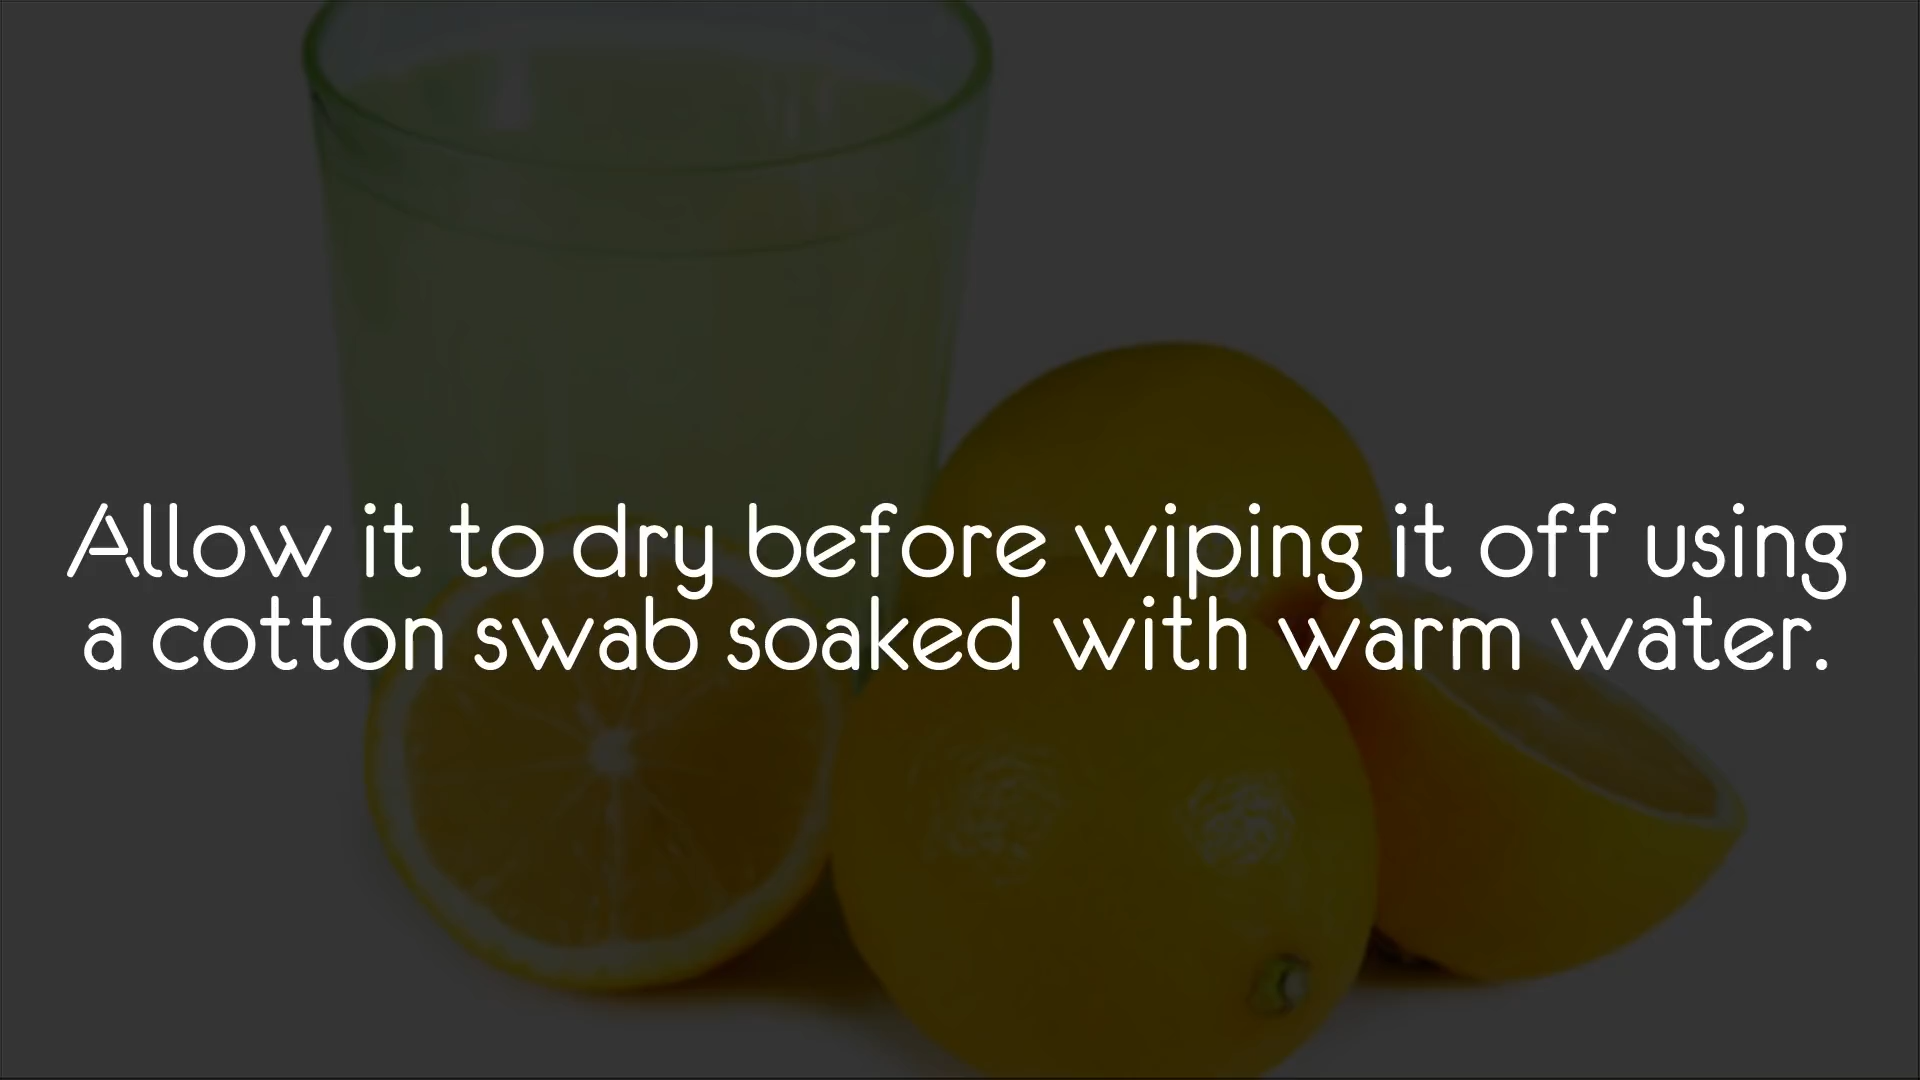 Allow it to dry before wiping it off using
a cotton swab soaked with warm water.